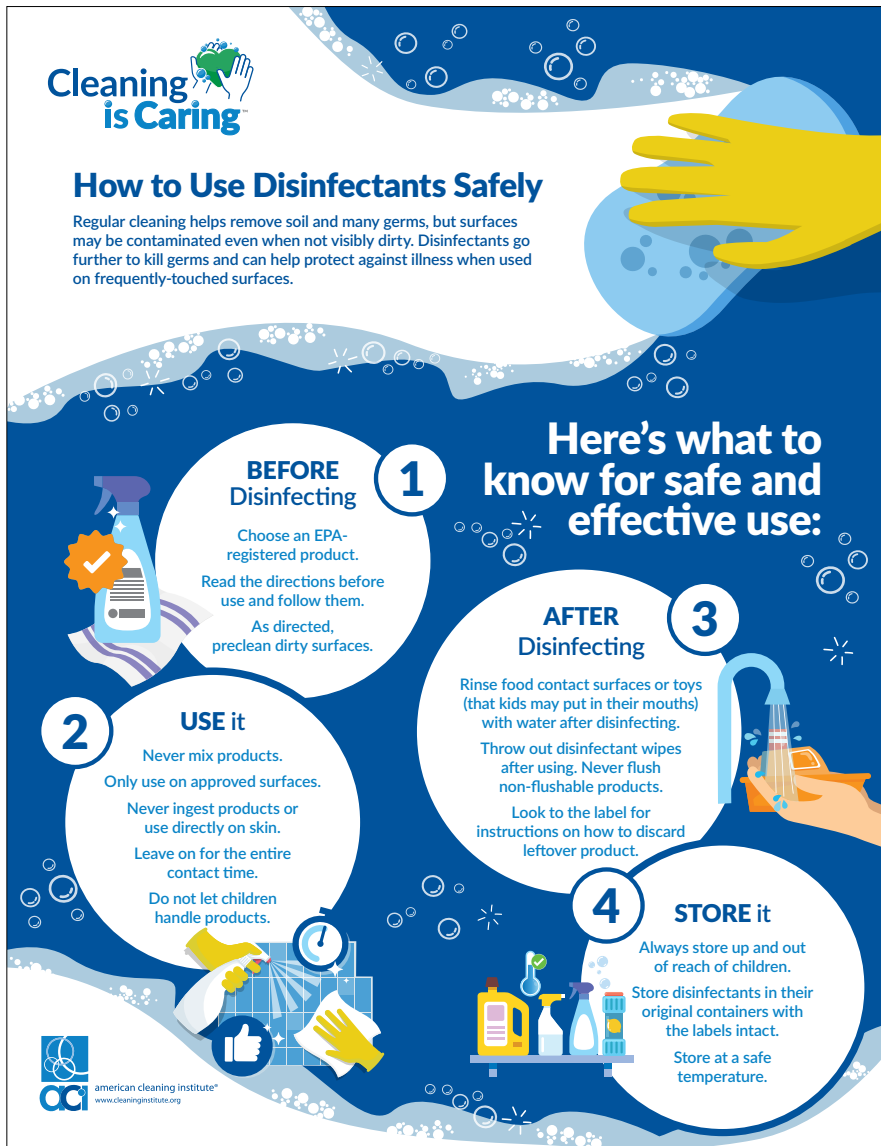 Cleaning
is Caring™
How to Use Disinfectants Safely
Regular cleaning helps remove soil and many germs, but surfaces
may be contaminated even when not visibly dirty. Disinfectants go
further to kill germs and can help protect against illness when used
on frequently-touched surfaces.
Here's what to
know for safe and
effective use:
1
BEFORE
Disinfecting
Choose an EPA-
registered product.
Read the directions before
use and follow them.
As directed,
preclean dirty surfaces.
2
USE it
Never mix products.
Only use on approved surfaces.
Never ingest products or
use directly on skin.
Leave on for the entire
contact time.
Do not let children
handle products.
3
AFTER
Disinfecting
Rinse food contact surfaces or toys
(that kids may put in their mouths)
with water after disinfecting.
Throw out disinfectant wipes
after using. Never flush
non-flushable products.
Look to the label for
instructions on how to discard
leftover product.
4
STORE it
Always store up and out
of reach of children.
Store disinfectants in their
original containers with
the labels intact.
Store at a safe
temperature.
aci
american cleaning institute®
www.cleaninginstitute.org